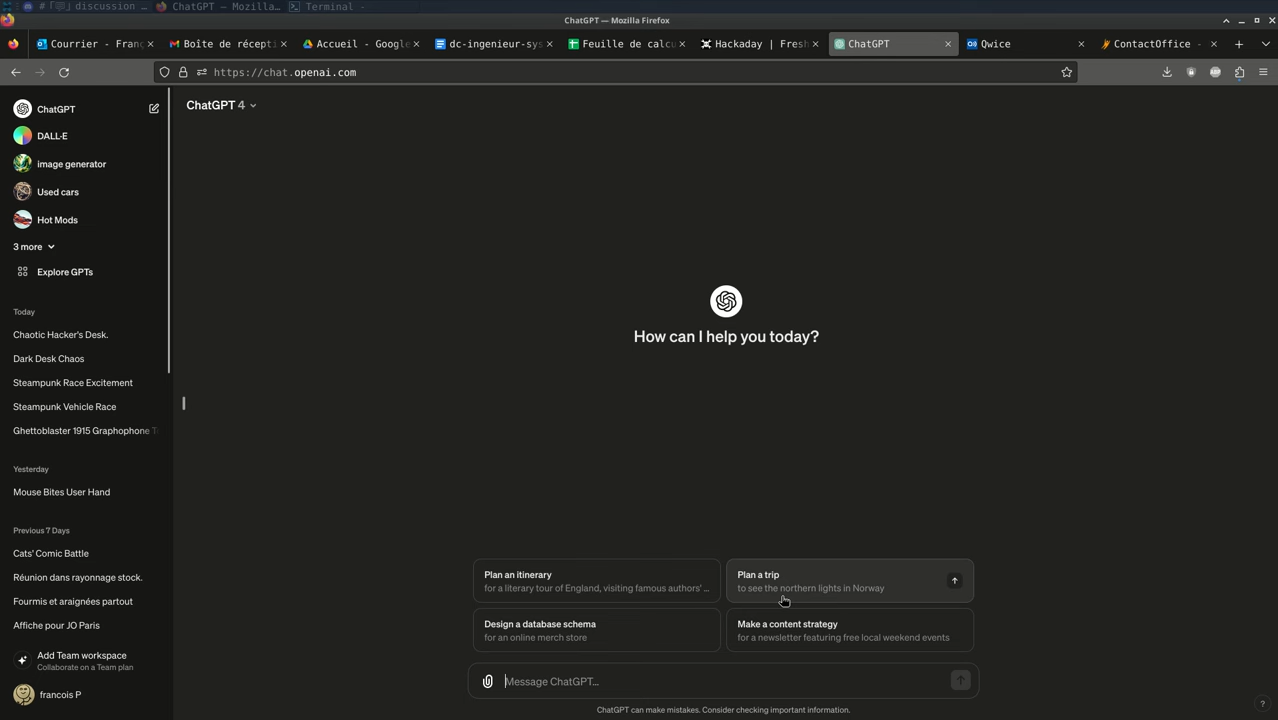 discussion …
ChatGPT — Mozilla…
Terminal -
ChatGPT — Mozilla Firefox
Courrier - Franç
Boîte de récepti
Accueil - Google
dc-ingenieur-sys
Feuille de calcu
Hackaday | Fresh
ChatGPT
Qwice
ContactOffice -
https://chat.openai.com
ChatGPT
ChatGPT 4
DALL·E
image generator
Used cars
Hot Mods
3 more
Explore GPTs
Today
Chaotic Hacker's Desk.
Dark Desk Chaos
Steampunk Race Excitement
Steampunk Vehicle Race
Ghettoblaster 1915 Graphophone T
Yesterday
Mouse Bites User Hand
Previous 7 Days
Cats' Comic Battle
Réunion dans rayonnage stock.
Fourmis et araignées partout
Affiche pour JO Paris
Add Team workspace
Collaborate on a Team plan
francois P
How can I help you today?
Plan an itinerary
for a literary tour of England, visiting famous authors' …
Plan a trip
to see the northern lights in Norway
Design a database schema
for an online merch store
Make a content strategy
for a newsletter featuring free local weekend events
Message ChatGPT…
ChatGPT can make mistakes. Consider checking important information.
?